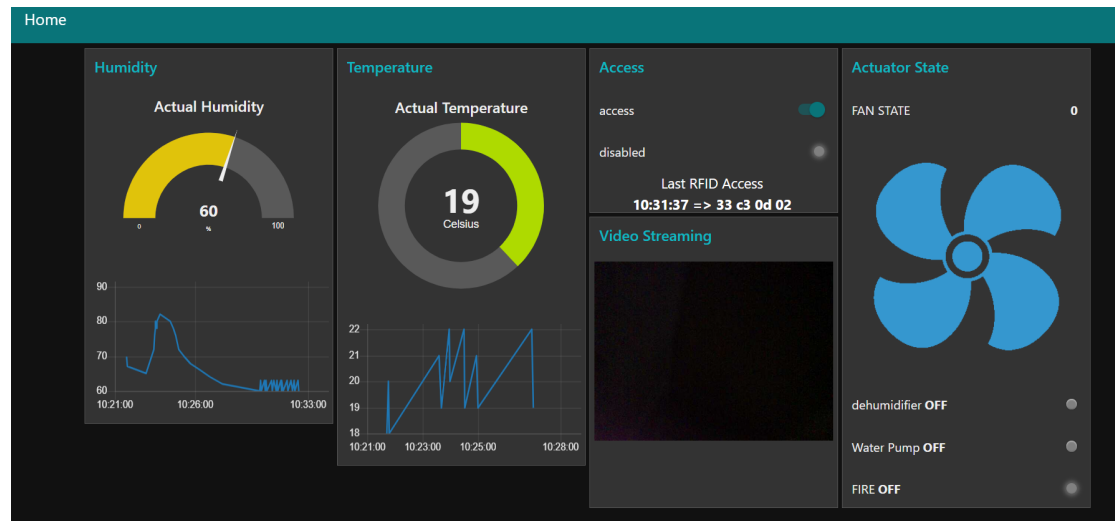 Home
Humidity
Actual Humidity
60
0
%
100
90
80
70
60
10:21:00
10:26:00
10:33:00
Temperature
Actual Temperature
19
Celsius
22
21
20
19
18
10:21:00
10:23:00
10:25:00
10:28:00
Access
access
disabled
Last RFID Access
10:31:37 => 33 c3 0d 02
Video Streaming
Actuator State
FAN STATE 0
dehumidifier OFF
Water Pump OFF
FIRE OFF